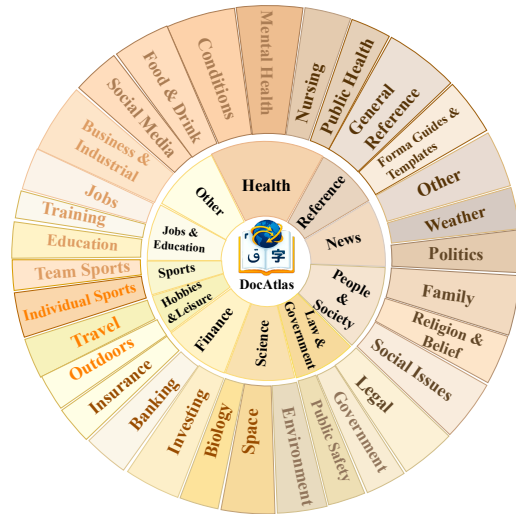 Mental Health
Nursing
Public Health
General
Reference
Forma Guides &
Templates
Other
Weather
Politics
Family
Religion &
Belief
Social Issues
Legal
Government
Public Safety
Environment
Space
Biology
Investing
Banking
Insurance
Outdoors
Travel
Individual Sports
Team Sports
Education
Training
Jobs
Business &
Industrial
Social Media
Food & Drink
Conditions
Health
Reference
News
People
&
Society
Law &
Government
Science
Finance
Hobbies
&Leisure
Sports
Jobs &
Education
Other
ق 字
DocAtlas